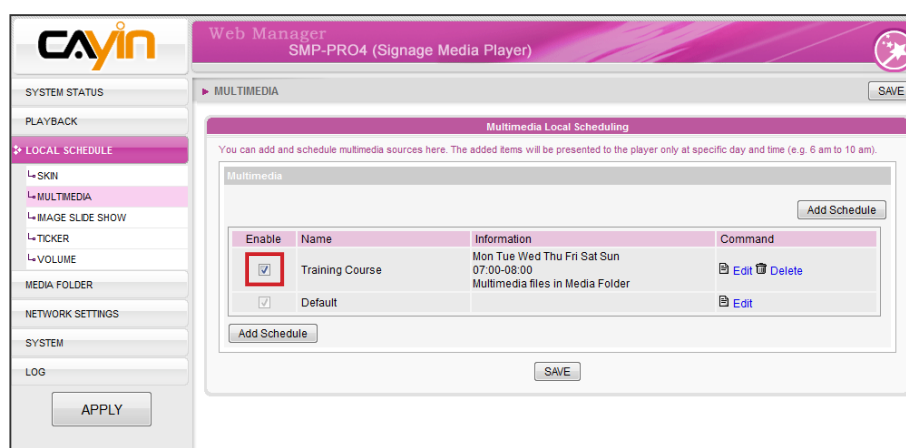 CAYIN
Web Manager
SMP-PRO4 (Signage Media Player)
SYSTEM STATUS
PLAYBACK
LOCAL SCHEDULE
SKIN
MULTIMEDIA
IMAGE SLIDE SHOW
TICKER
VOLUME
MEDIA FOLDER
NETWORK SETTINGS
SYSTEM
LOG
APPLY
MULTIMEDIA
SAVE
Multimedia Local Scheduling
You can add and schedule multimedia sources here. The added items will be presented to the player only at specific day and time (e.g. 6 am to 10 am).
Multimedia
Add Schedule
Enable Name Information Command
Training Course
Mon Tue Wed Thu Fri Sat Sun
07:00-08:00
Multimedia files in Media Folder
Edit Delete
Default Edit
Add Schedule
SAVE